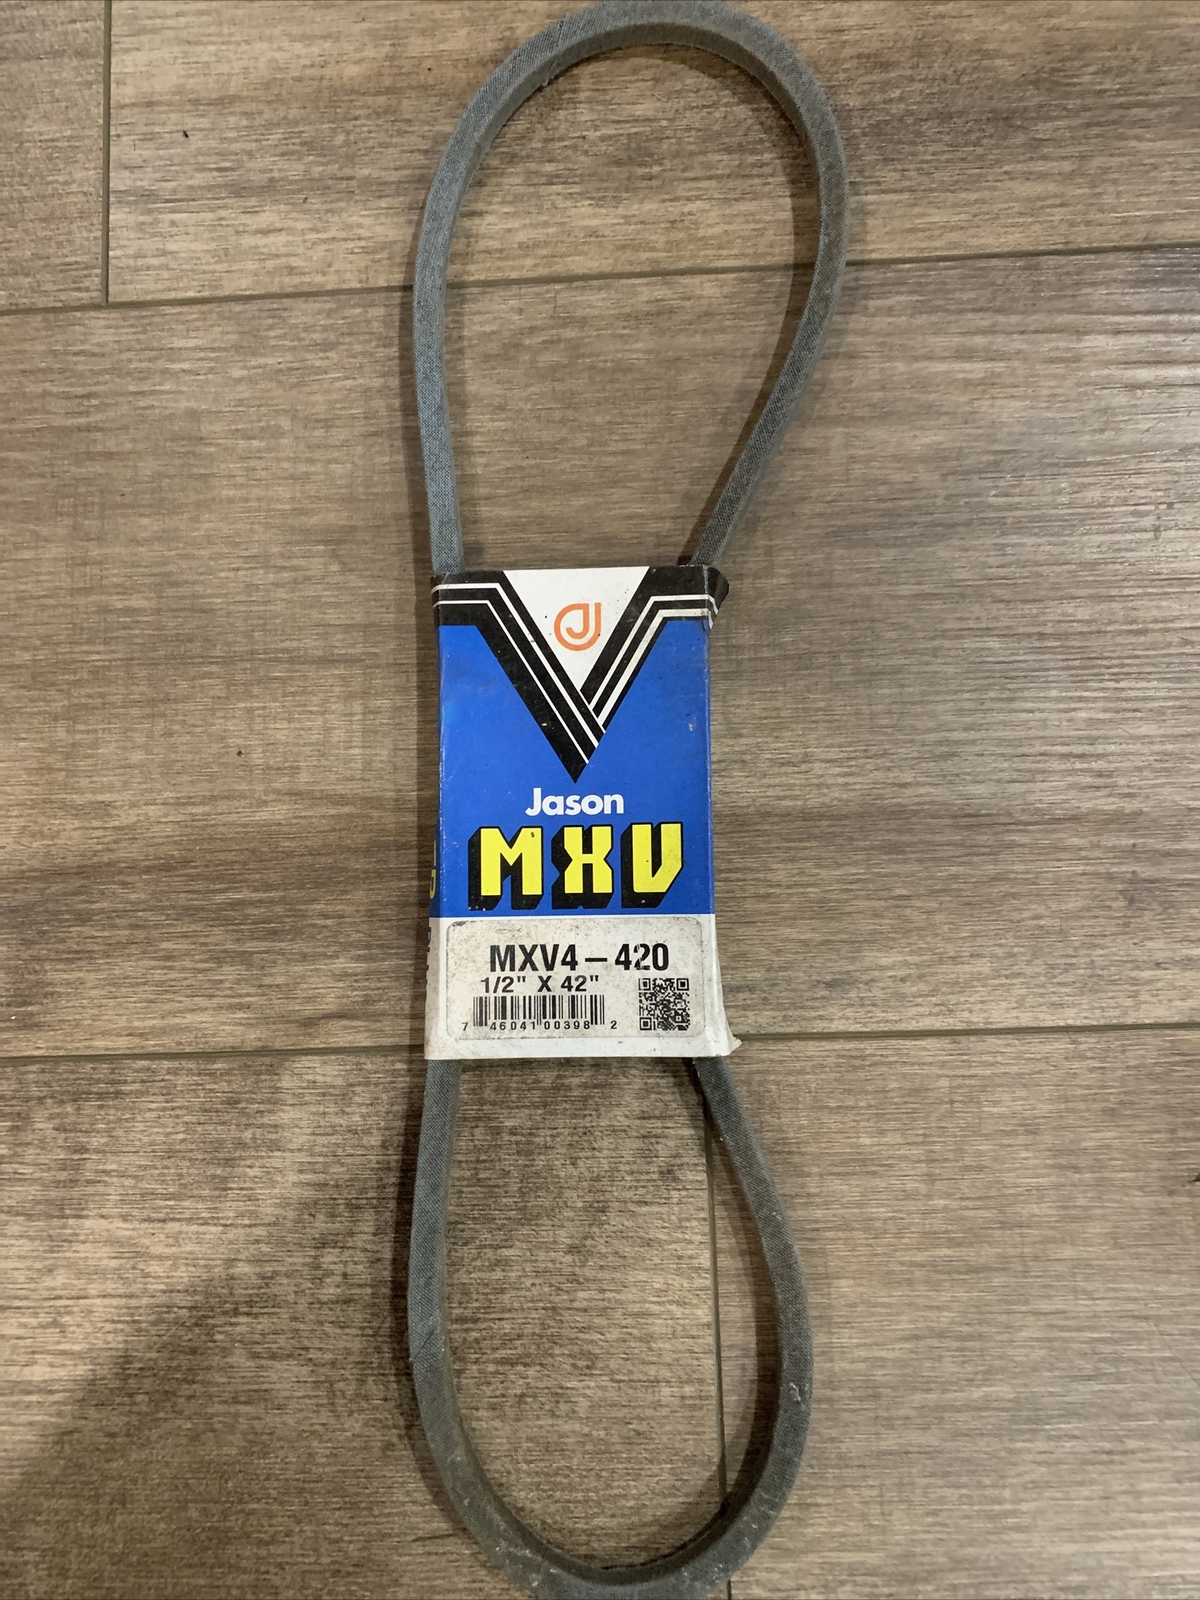 Jason
MXV
MXV4-420
1/2" X 42"
7 46041 00398 2